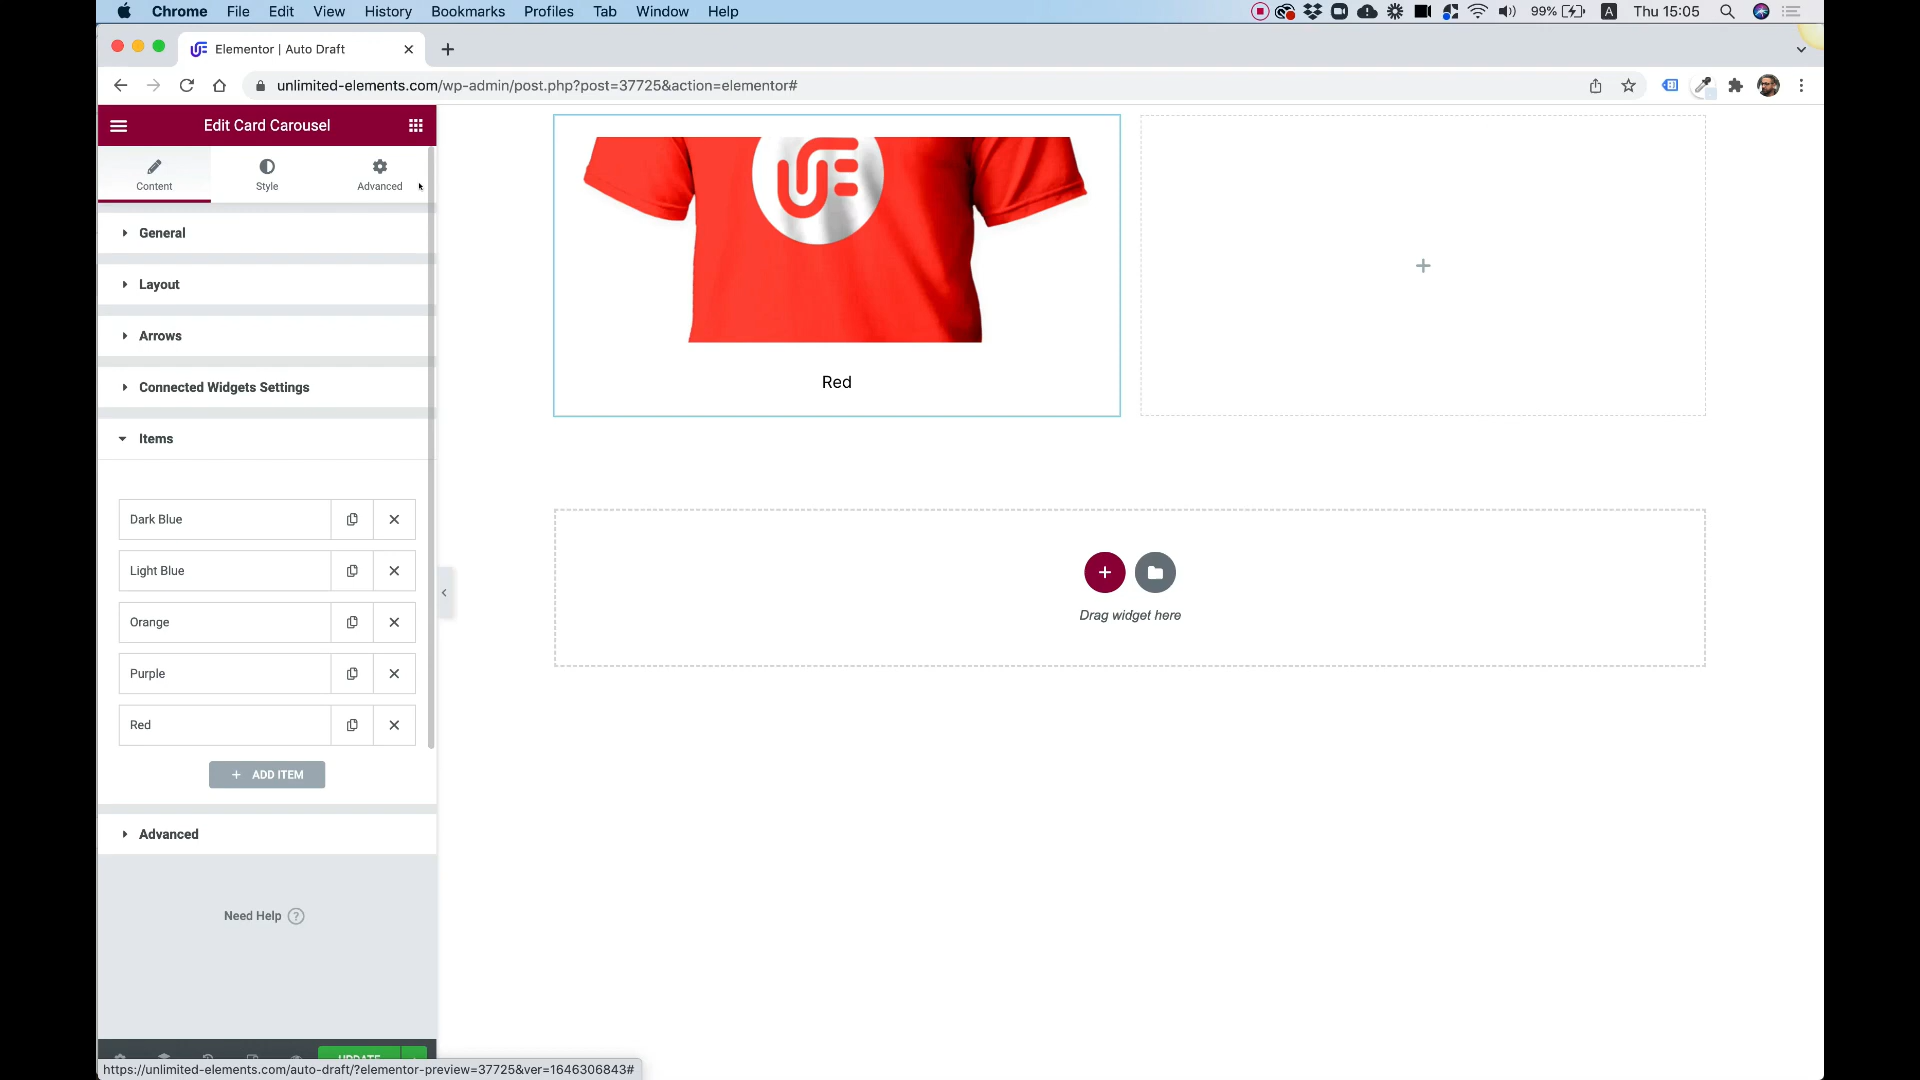 Chrome File Edit View History Bookmarks Profiles Tab Window Help 99% A Thu 15:05
Elementor | Auto Draft
unlimited-elements.com/wp-admin/post.php?post=37725&action=elementor#
Edit Card Carousel
Content Style Advanced
General
Layout
Arrows
Connected Widgets Settings
Items
Dark Blue
Light Blue
Orange
Purple
Red
ADD ITEM
Advanced
Need Help ?
UPDATE
https://unlimited-elements.com/auto-draft/?elementor-preview=37725&ver=1646306843#
UE
Red
Drag widget here